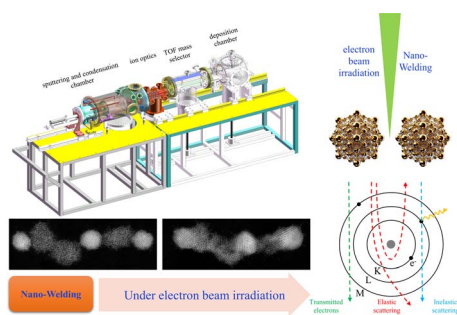 sputtering and condensation
chamber
ion optics
TOF mass
selector
deposition
chamber
electron
beam
irradiation
Nano-
Welding
K
L
M
e-
Transmitted
electrons
Elastic
scattering
Inelastic
scattering
Nano-Welding
Under electron beam irradiation